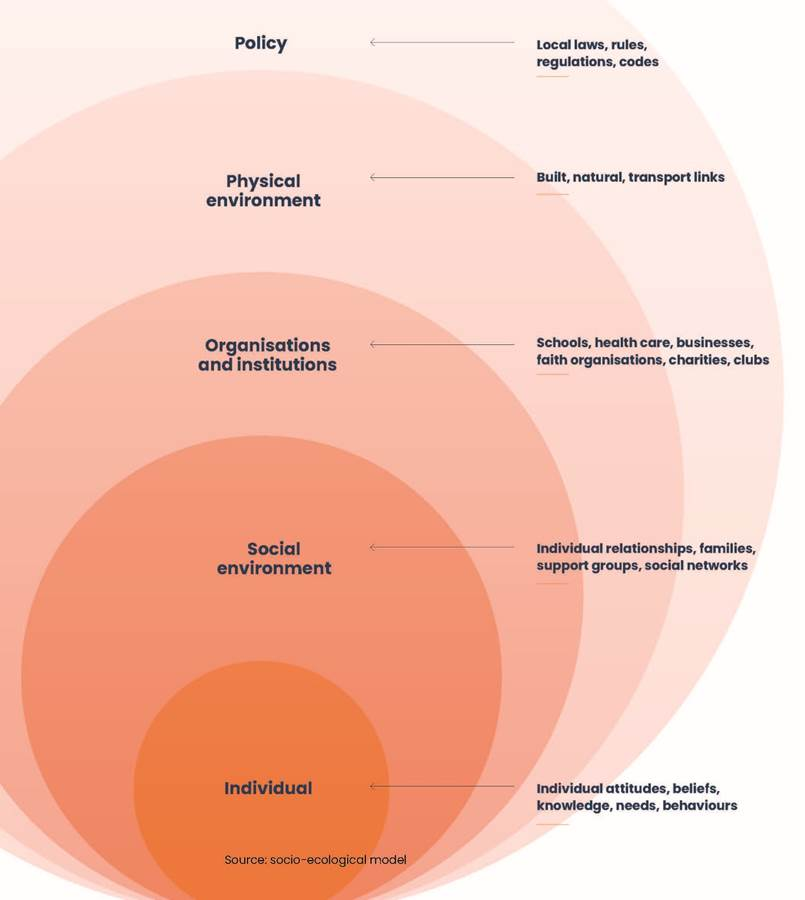 Policy
Local laws, rules,
regulations, codes
Physical
environment
Built, natural, transport links
Organisations
and institutions
Schools, health care, businesses,
faith organisations, charities, clubs
Social
environment
Individual relationships, families,
support groups, social networks
Individual
Individual attitudes, beliefs,
knowledge, needs, behaviours
Source: socio-ecological model